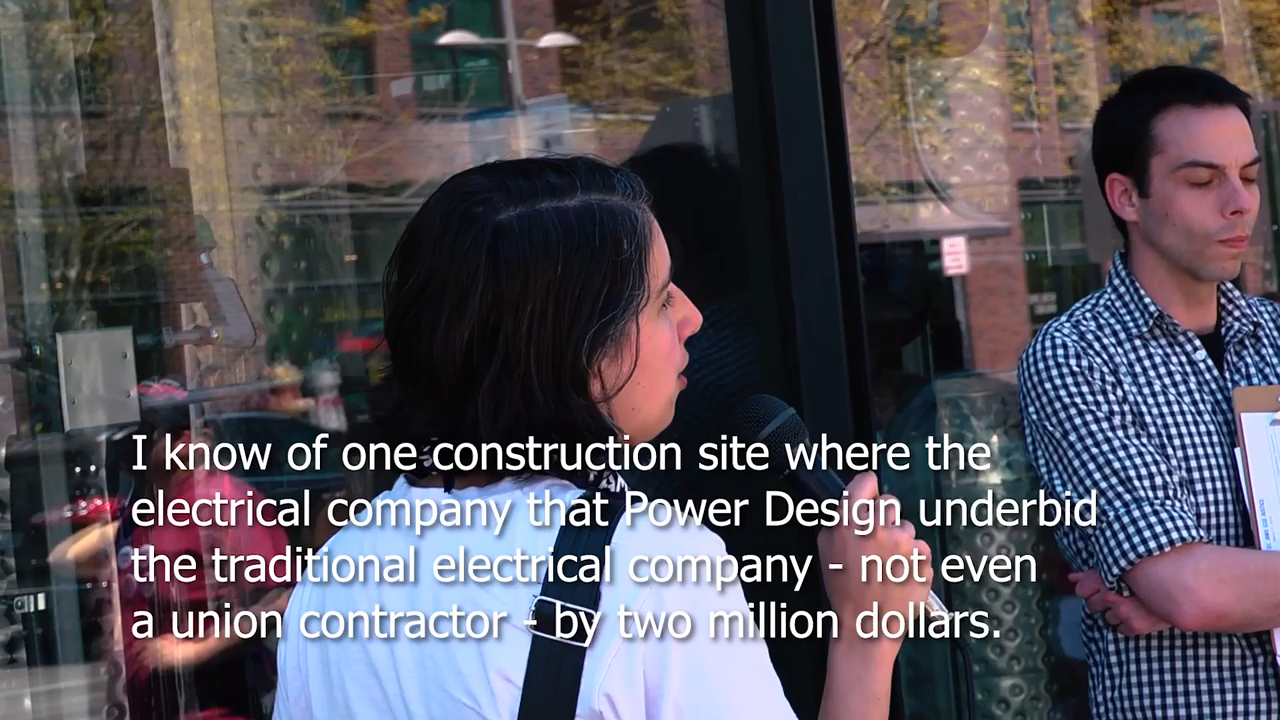 I know of one construction site where the
electrical company that Power Design underbid
the traditional electrical company - not even
a union contractor - by two million dollars.